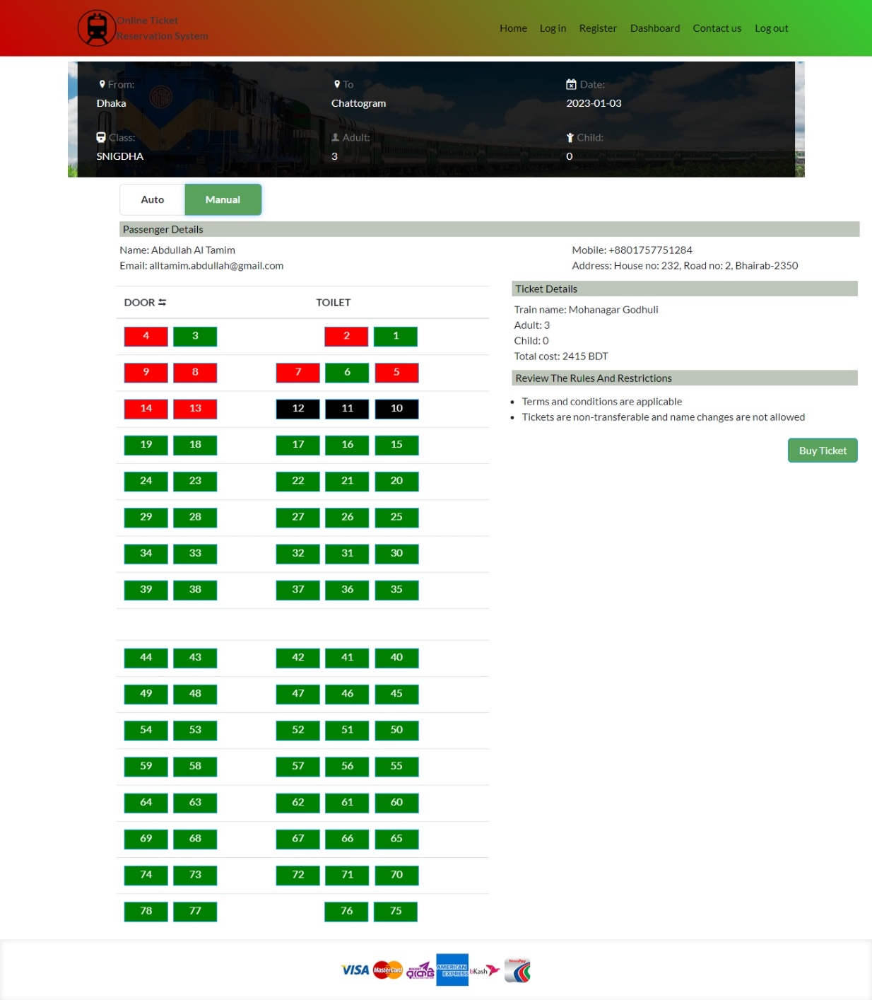 Online Ticket
Reservation System
Home Log in Register Dashboard Contact us Log out
From: To Date:
Dhaka Chattogram 2023-01-03
Class: Adult: Child:
SNIGDHA 3 0
Auto Manual
Passenger Details
Name: Abdullah Al Tamim Mobile: +8801757751284
Email: alltamim.abdullah@gmail.com Address: House no: 232, Road no: 2, Bhairab-2350
DOOR ⇆ TOILET
4 3 2 1
9 8 7 6 5
14 13 12 11 10
19 18 17 16 15
24 23 22 21 20
29 28 27 26 25
34 33 32 31 30
39 38 37 36 35
44 43 42 41 40
49 48 47 46 45
54 53 52 51 50
59 58 57 56 55
64 63 62 61 60
69 68 67 66 65
74 73 72 71 70
78 77 76 75
Ticket Details
Train name: Mohanagar Godhuli
Adult: 3
Child: 0
Total cost: 2415 BDT
Review The Rules And Restrictions
Terms and conditions are applicable
Tickets are non-transferable and name changes are not allowed
Buy Ticket
VISA MasterCard AMERICAN EXPRESS bKash